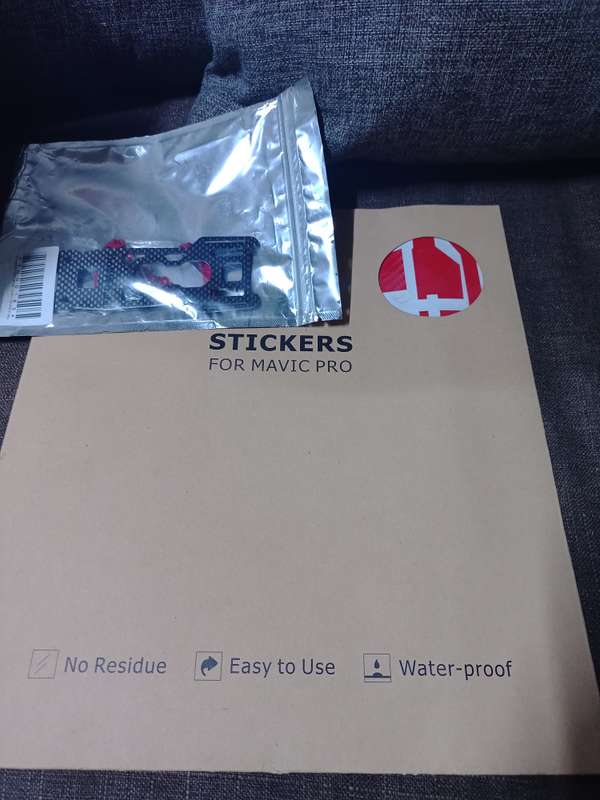 STICKERS
FOR MAVIC PRO
No Residue
Easy to Use
Water-proof